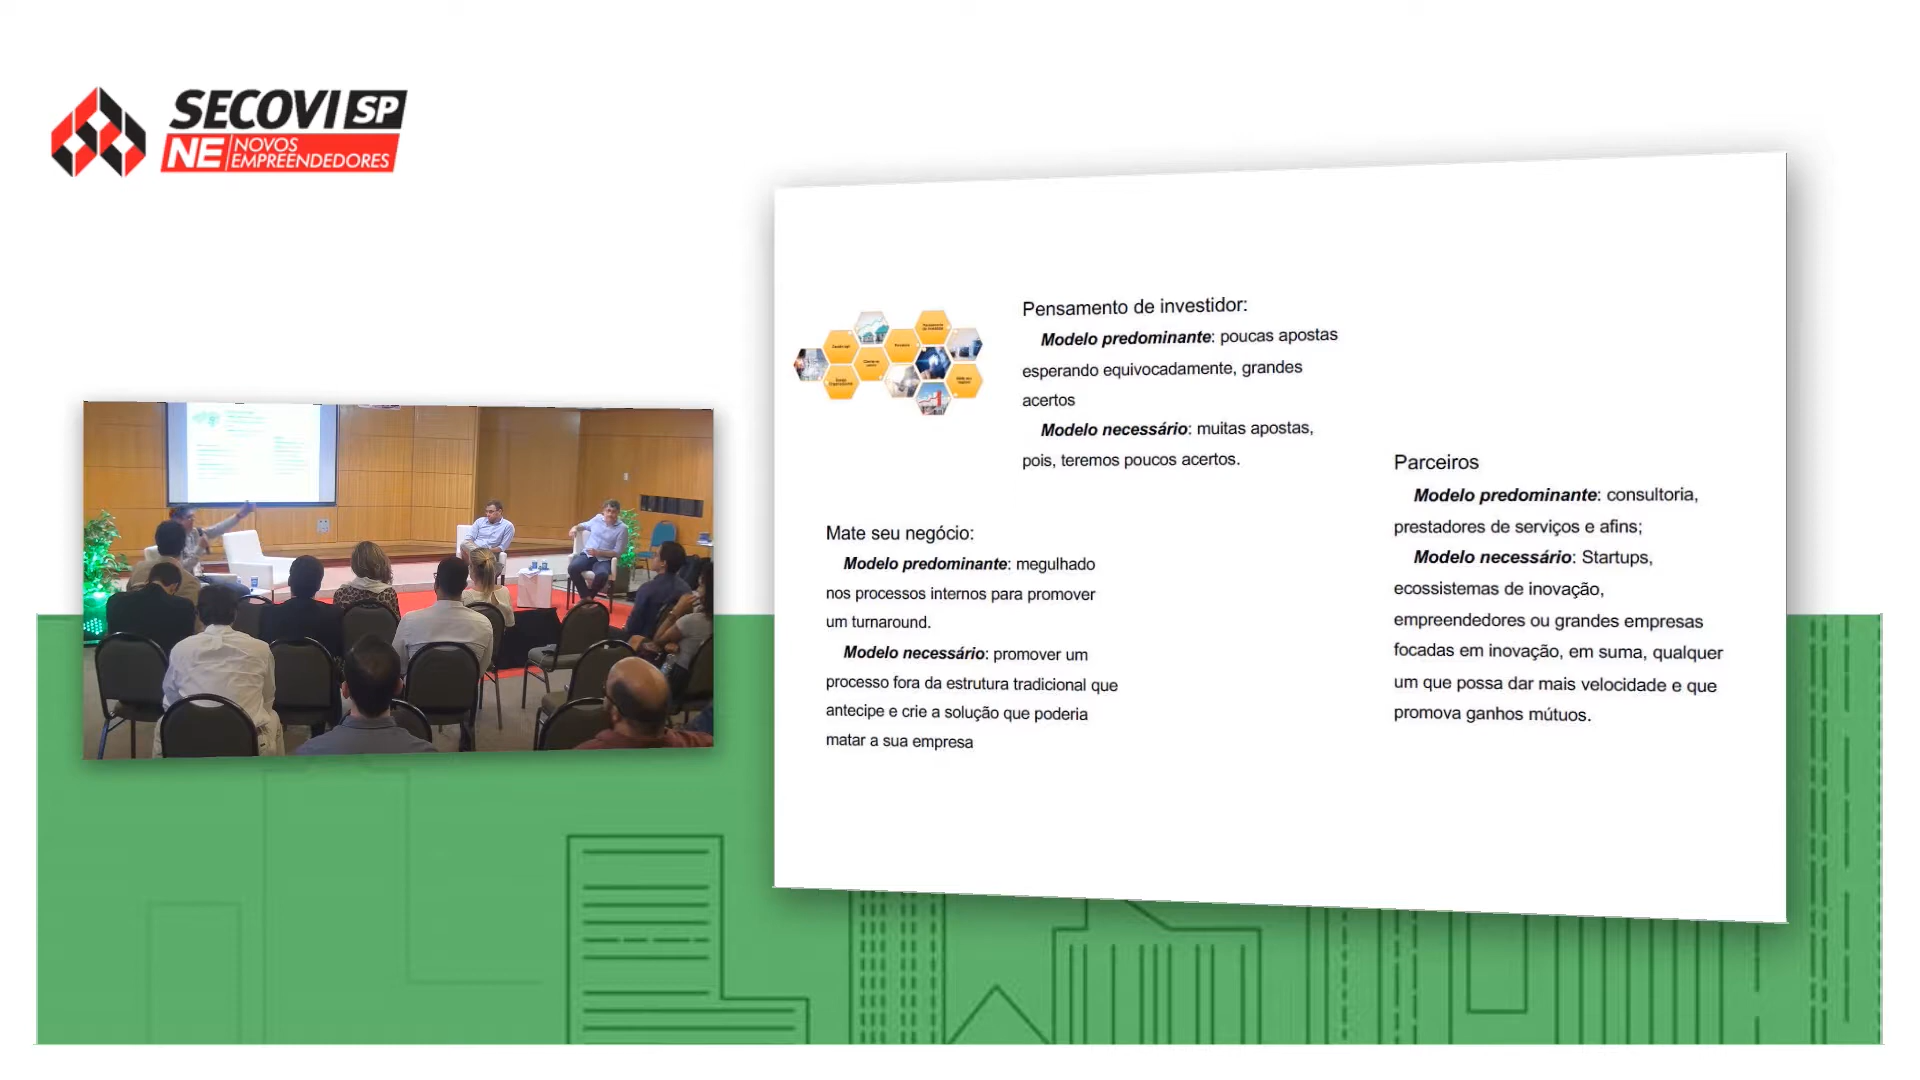 SECOVI SP
NE NOVOS
EMPREENDEDORES
Pensamento de investidor:
Modelo predominante: poucas apostas
esperando equivocadamente, grandes
acertos
Modelo necessário: muitas apostas,
pois, teremos poucos acertos.
Mate seu negócio:
Modelo predominante: megulhado
nos processos internos para promover
um turnaround.
Modelo necessário: promover um
processo fora da estrutura tradicional que
antecipe e crie a solução que poderia
matar a sua empresa
Parceiros
Modelo predominante: consultoria,
prestadores de serviços e afins;
Modelo necessário: Startups,
ecossistemas de inovação,
empreendedores ou grandes empresas
focadas em inovação, em suma, qualquer
um que possa dar mais velocidade e que
promova ganhos mútuos.